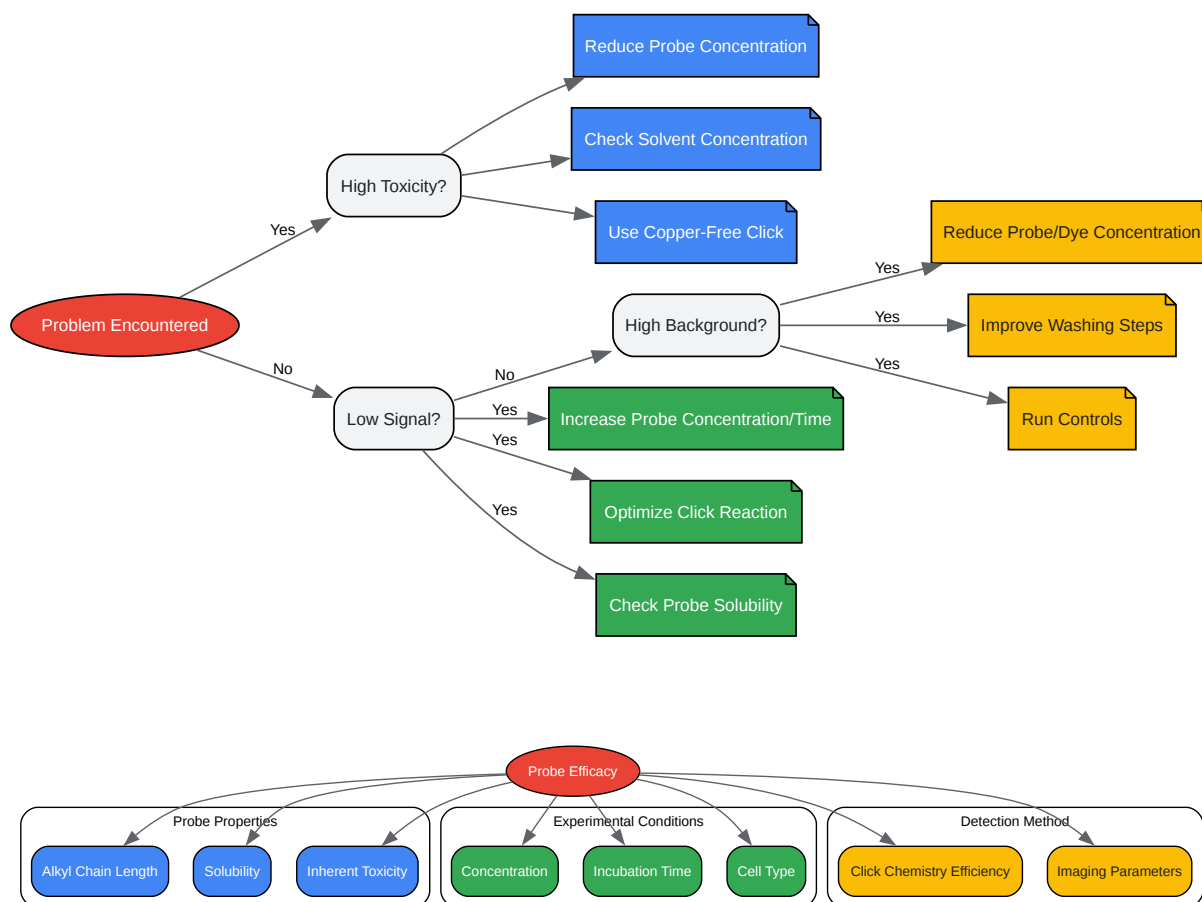 Reduce Probe Concentration
Check Solvent Concentration
High Toxicity?
Yes
Use Copper-Free Click
Reduce Probe/Dye Concentration
Yes
Problem Encountered
High Background?
Yes
Improve Washing Steps
No
No
Yes
Low Signal?
Yes
Increase Probe Concentration/Time
Run Controls
Yes
Optimize Click Reaction
Yes
Check Probe Solubility
Probe Efficacy
Probe Properties
Experimental Conditions
Detection Method
Alkyl Chain Length
Solubility
Inherent Toxicity
Concentration
Incubation Time
Cell Type
Click Chemistry Efficiency
Imaging Parameters